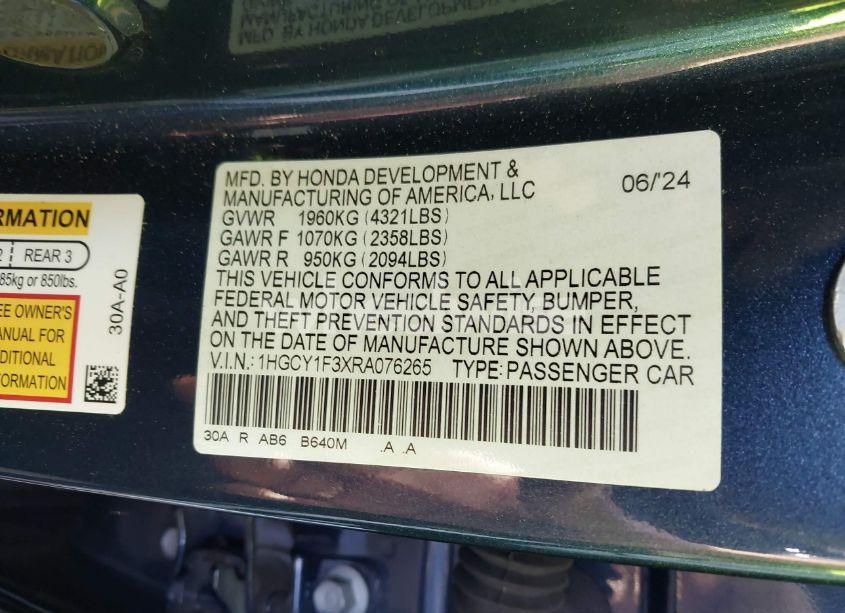 MFD. BY HONDA DEVELOPMENT &
MANUFACTURING OF AMERICA, LLC 06/'24
GVWR 1960KG (4321LBS)
GAWR F 1070KG (2358LBS)
GAWR R 950KG (2094LBS)
THIS VEHICLE CONFORMS TO ALL APPLICABLE
FEDERAL MOTOR VEHICLE SAFETY, BUMPER,
AND THEFT PREVENTION STANDARDS IN EFFECT
ON THE DATE OF MANUFACTURE SHOWN ABOVE.
V.I.N.: 1HGCY1F3XRA076265 TYPE: PASSENGER CAR
30A R AB6 B640M .A .A
RMATION
2 REAR 3
85kg or 850lbs.
EE OWNER'S
ANUAL FOR
DDITIONAL
FORMATION
30A-A0